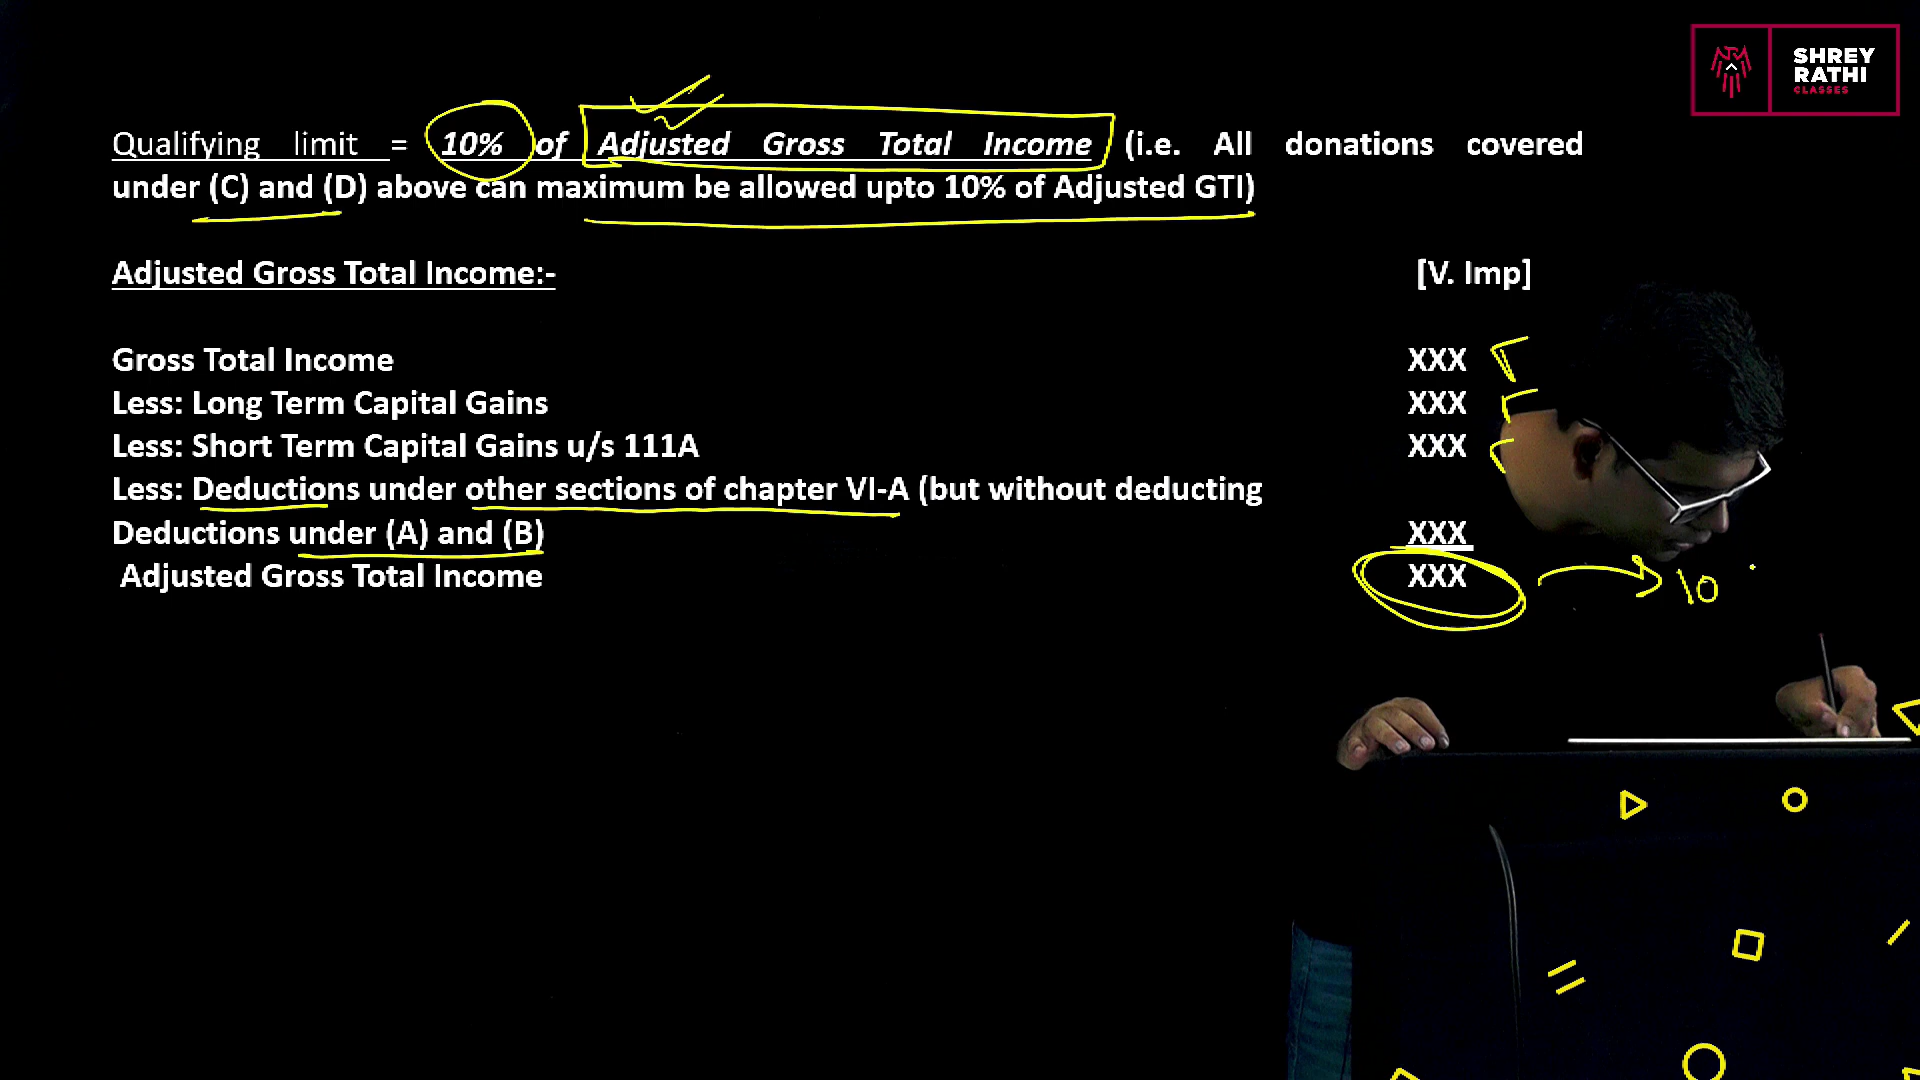 SHREY
RATHI
CLASSES
Qualifying limit = 10% of Adjusted Gross Total Income (i.e. All donations covered
under (C) and (D) above can maximum be allowed upto 10% of Adjusted GTI)
Adjusted Gross Total Income:- [V. Imp]
Gross Total Income XXX
Less: Long Term Capital Gains XXX
Less: Short Term Capital Gains u/s 111A XXX
Less: Deductions under other sections of chapter VI-A (but without deducting
Deductions under (A) and (B) XXX
Adjusted Gross Total Income XXX 10